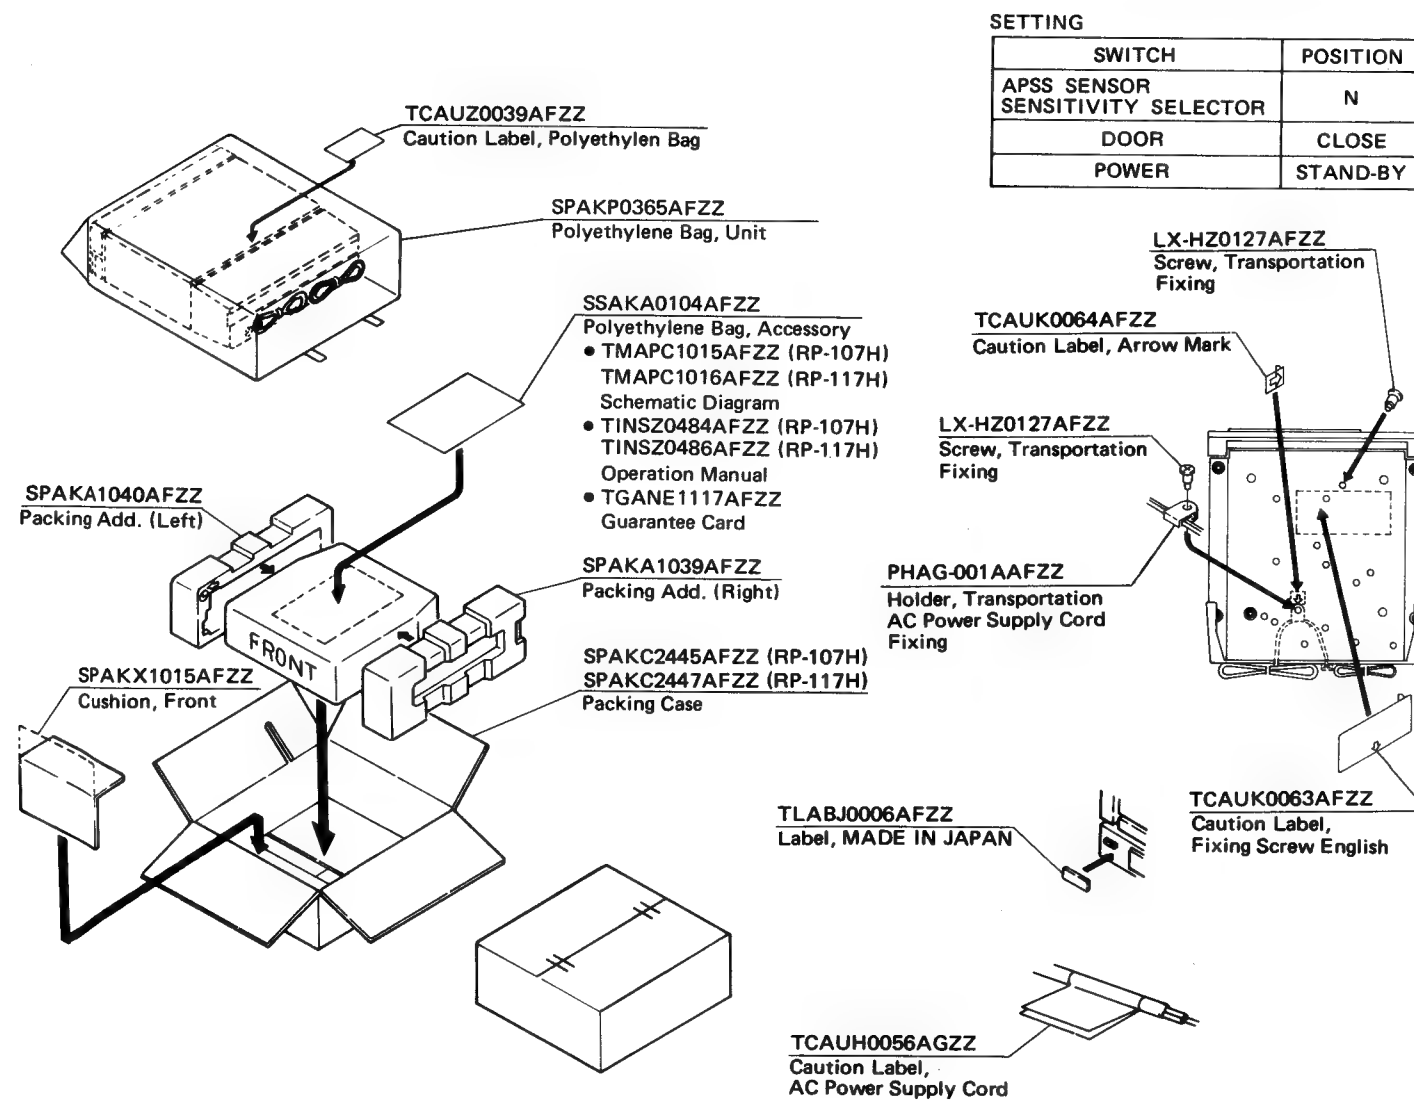 SETTING
SWITCH POSITION
APSS SENSOR
SENSITIVITY SELECTOR N
DOOR CLOSE
POWER STAND-BY
TCAUZ0039AFZZ
Caution Label, Polyethylen Bag
SPAKP0365AFZZ
Polyethylene Bag, Unit
SSAKA0104AFZZ
Polyethylene Bag, Accessory
● TMAPC1015AFZZ (RP-107H)
TMAPC1016AFZZ (RP-117H)
Schematic Diagram
● TINSZ0484AFZZ (RP-107H)
TINSZ0486AFZZ (RP-117H)
Operation Manual
● TGANE1117AFZZ
Guarantee Card
SPAKA1040AFZZ
Packing Add. (Left)
SPAKA1039AFZZ
Packing Add. (Right)
FRONT
SPAKC2445AFZZ (RP-107H)
SPAKC2447AFZZ (RP-117H)
Packing Case
SPAKX1015AFZZ
Cushion, Front
LX-HZ0127AFZZ
Screw, Transportation
Fixing
TCAUK0064AFZZ
Caution Label, Arrow Mark
LX-HZ0127AFZZ
Screw, Transportation
Fixing
PHAG-001AAFZZ
Holder, Transportation
AC Power Supply Cord
Fixing
TCAUK0063AFZZ
Caution Label,
Fixing Screw English
TLABJ0006AFZZ
Label, MADE IN JAPAN
TCAUH0056AGZZ
Caution Label,
AC Power Supply Cord